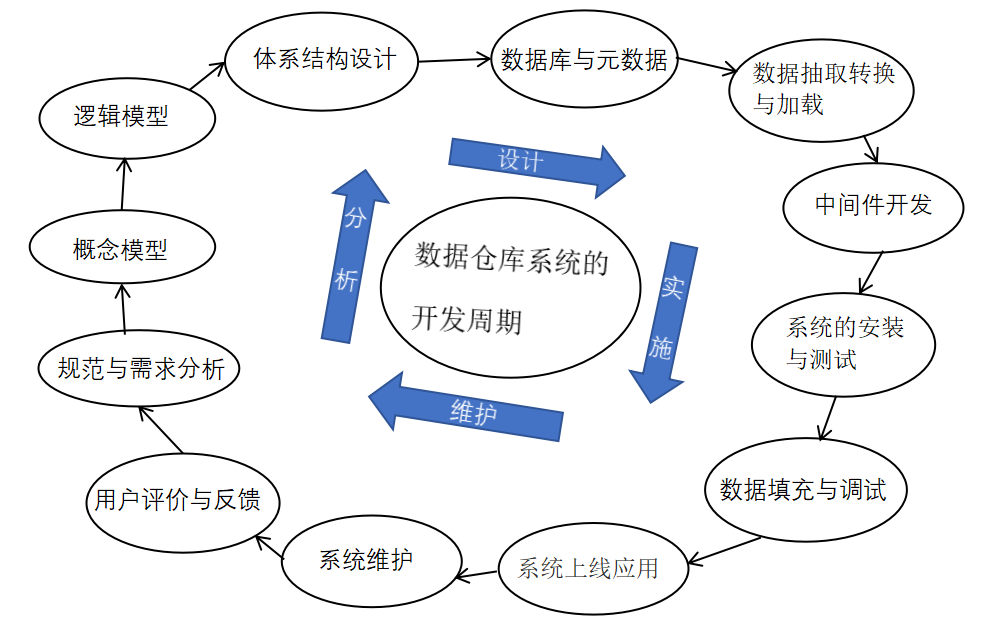 体系结构设计
数据库与元数据
数据抽取转换
与加载
逻辑模型
中间件开发
概念模型
系统的安装
与测试
规范与需求分析
数据填充与调试
用户评价与反馈
系统维护
系统上线应用
设计
分
析
实
施
维护
数据仓库系统的
开发周期